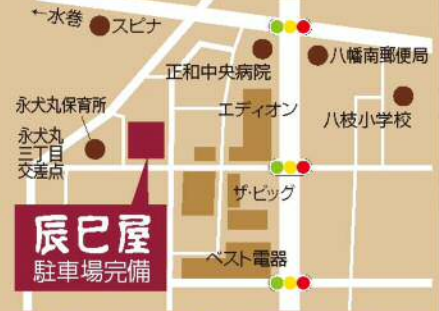 ←水巻
スピナ
正和中央病院
八幡南郵便局
永犬丸保育所
エディオン
八枝小学校
永犬丸
三丁目
交差点
ザ・ビッグ
辰巳屋
駐車場完備
ベスト電器